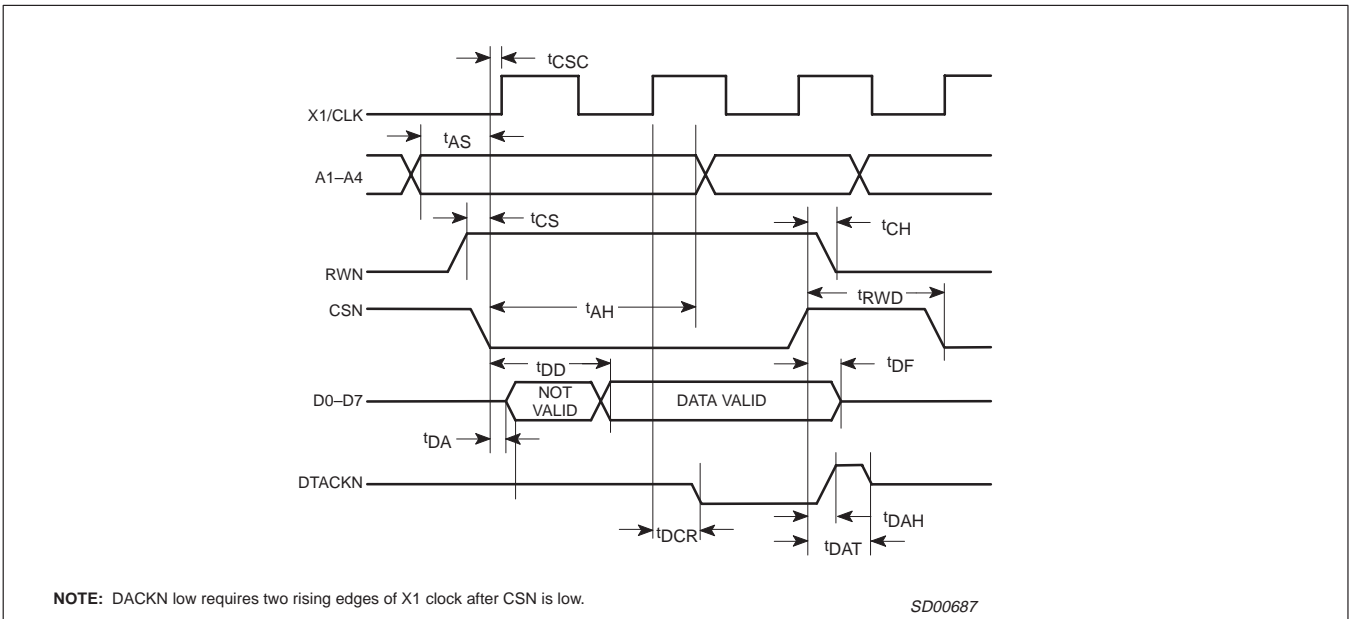 tCSC
X1/CLK
tAS
A1–A4
tCS
tCH
RWN
tRWD
CSN
tAH
tDD
tDF
D0–D7
NOT
VALID
DATA VALID
tDA
DTACKN
tDAH
tDCR
tDAT
NOTE: DACKN low requires two rising edges of X1 clock after CSN is low.
SD00687